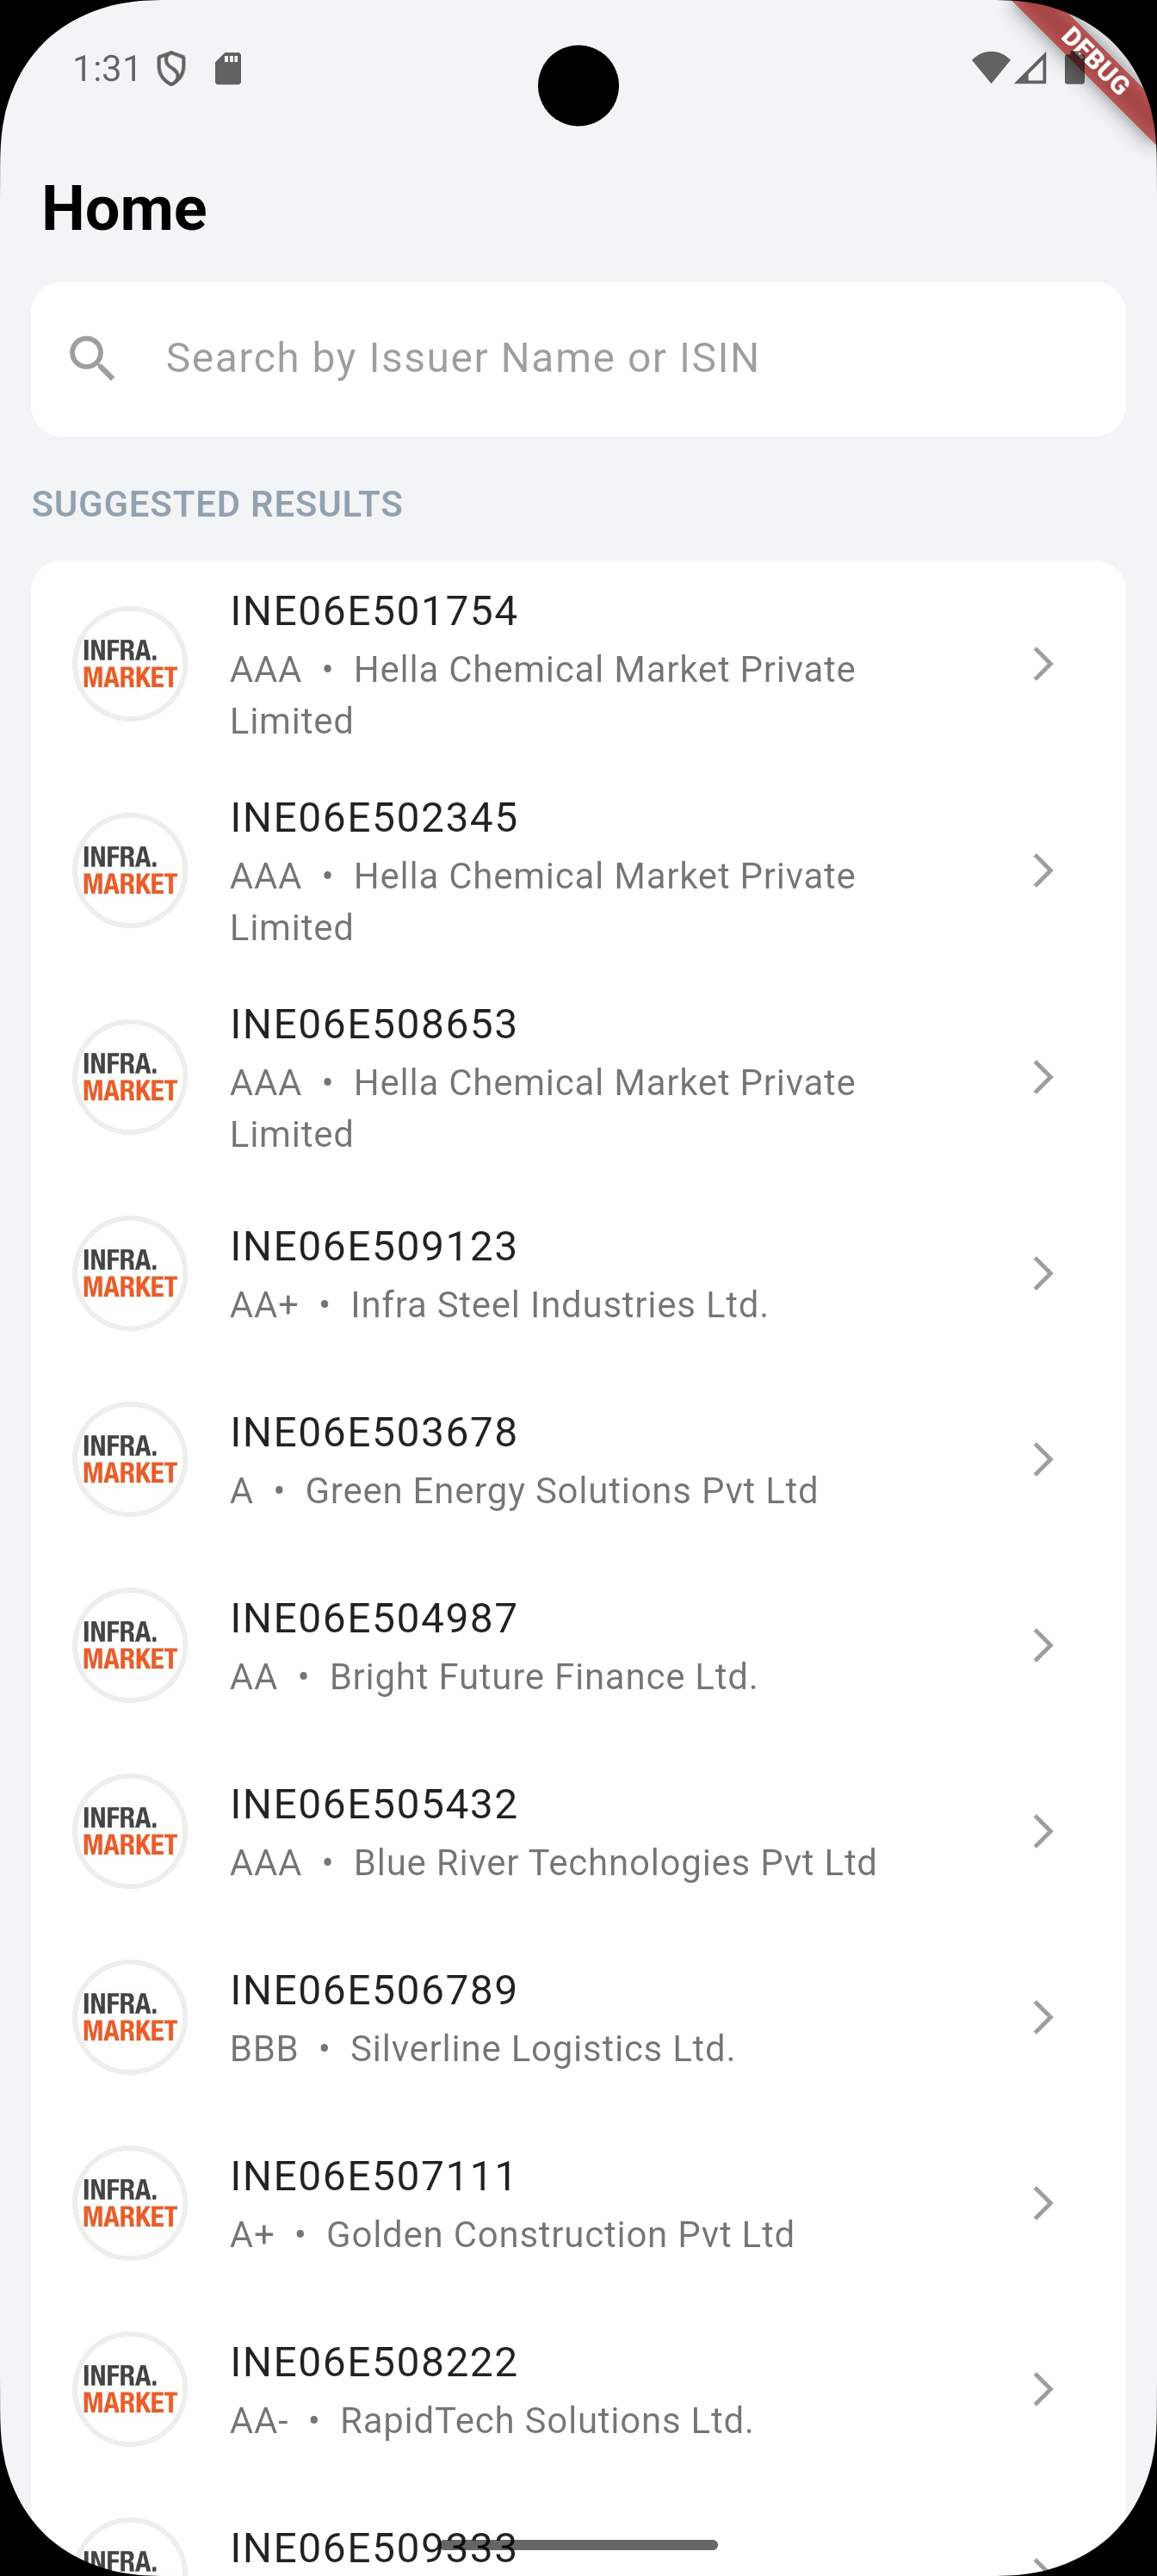 1:31
DEBUG
Home
Search by Issuer Name or ISIN
SUGGESTED RESULTS
INFRA.
MARKET
INE06E501754
AAA • Hella Chemical Market Private
Limited
INFRA.
MARKET
INE06E502345
AAA • Hella Chemical Market Private
Limited
INFRA.
MARKET
INE06E508653
AAA • Hella Chemical Market Private
Limited
INFRA.
MARKET
INE06E509123
AA+ • Infra Steel Industries Ltd.
INFRA.
MARKET
INE06E503678
A • Green Energy Solutions Pvt Ltd
INFRA.
MARKET
INE06E504987
AA • Bright Future Finance Ltd.
INFRA.
MARKET
INE06E505432
AAA • Blue River Technologies Pvt Ltd
INFRA.
MARKET
INE06E506789
BBB • Silverline Logistics Ltd.
INFRA.
MARKET
INE06E507111
A+ • Golden Construction Pvt Ltd
INFRA.
MARKET
INE06E508222
AA- • RapidTech Solutions Ltd.
INFRA.
INE06E509333